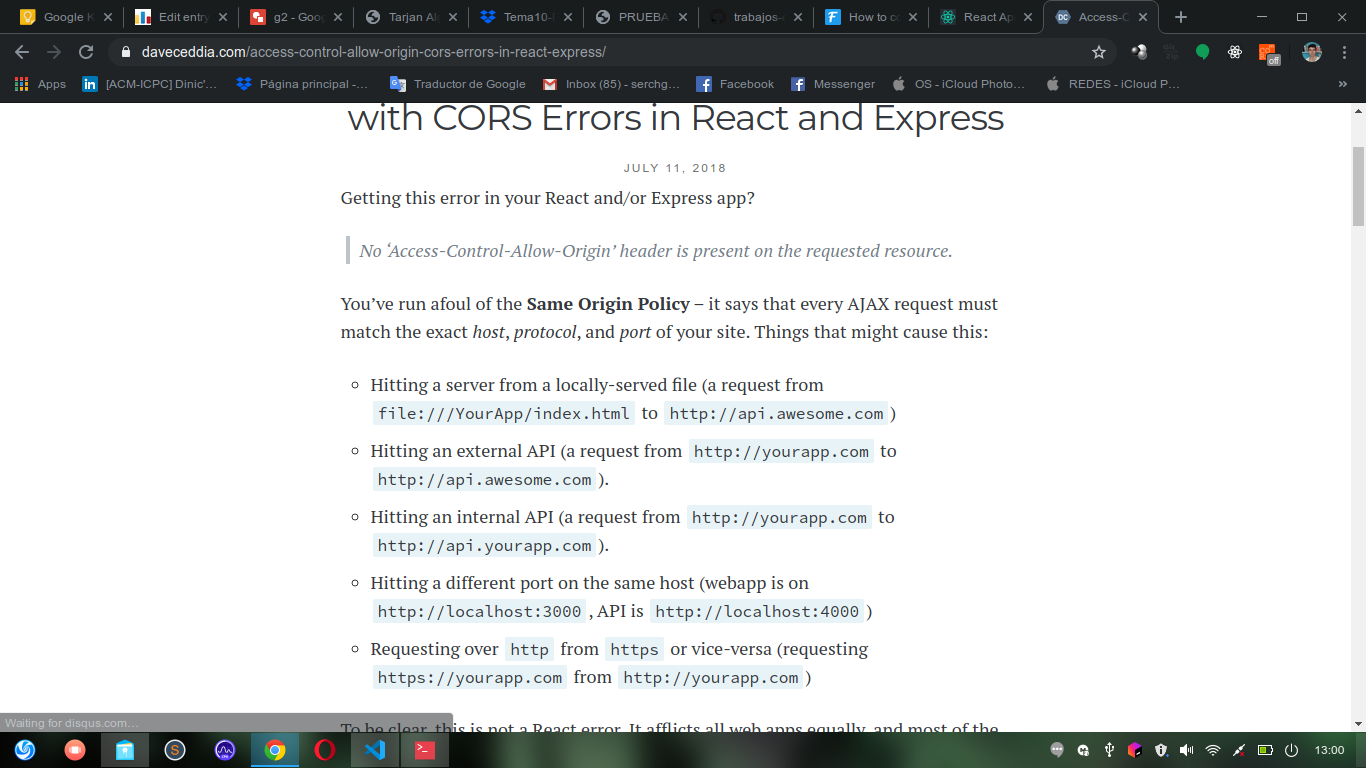 Google K
Edit entry
g2 - Goog
Tarjan Al
Tema10-
PRUEBA
trabajos-
How to co
React Ap
Access-C
daveceddia.com/access-control-allow-origin-cors-errors-in-react-express/
off
Apps
[ACM-ICPC] Dinic'...
Página principal -...
Traductor de Google
Inbox (85) - serchg...
Facebook
Messenger
OS - iCloud Photo...
REDES - iCloud P...
»
with CORS Errors in React and Express
JULY 11, 2018
Getting this error in your React and/or Express app?
No ‘Access-Control-Allow-Origin’ header is present on the requested resource.
You’ve run afoul of the Same Origin Policy – it says that every AJAX request must
match the exact host, protocol, and port of your site. Things that might cause this:
Hitting a server from a locally-served file (a request from
file:///YourApp/index.html to http://api.awesome.com )
Hitting an external API (a request from http://yourapp.com to
http://api.awesome.com ).
Hitting an internal API (a request from http://yourapp.com to
http://api.yourapp.com ).
Hitting a different port on the same host (webapp is on
http://localhost:3000 , API is http://localhost:4000 )
Requesting over http from https or vice-versa (requesting
https://yourapp.com from http://yourapp.com )
Waiting for disqus.com...
To be clear, this is not a React error. It afflicts all web apps equally, and most of the
13:00